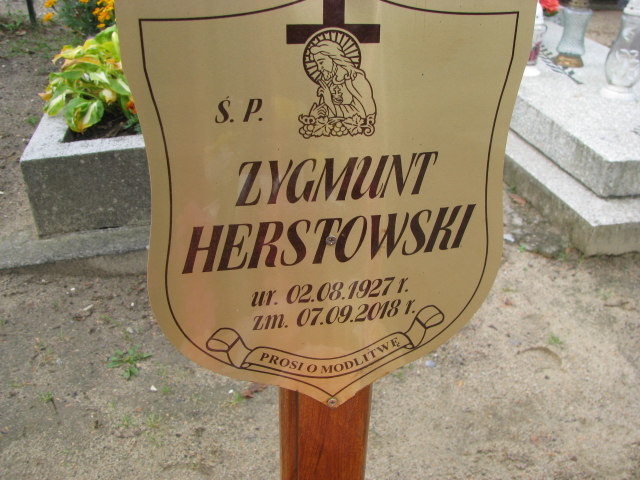 Ś. P.
ZYGMUNT
HERSTOWSKI
ur. 02.08.1927 r.
zm. 07.09.2018 r.
PROSI O MODLITWĘ